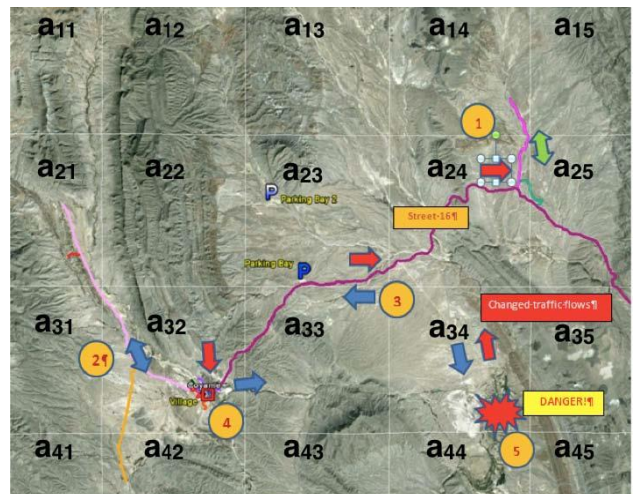 a11 a12 a13 a14 a15
1
a21 a22 a23 a24 a25
P Parking Bay 2
Street·16¶
Parking Bay P
3
Changed·traffic·flows¶
a31 a32 a33 a34 a35
2¶
Village
4
DANGER!¶
a41 a42 a43 a44 a45
5